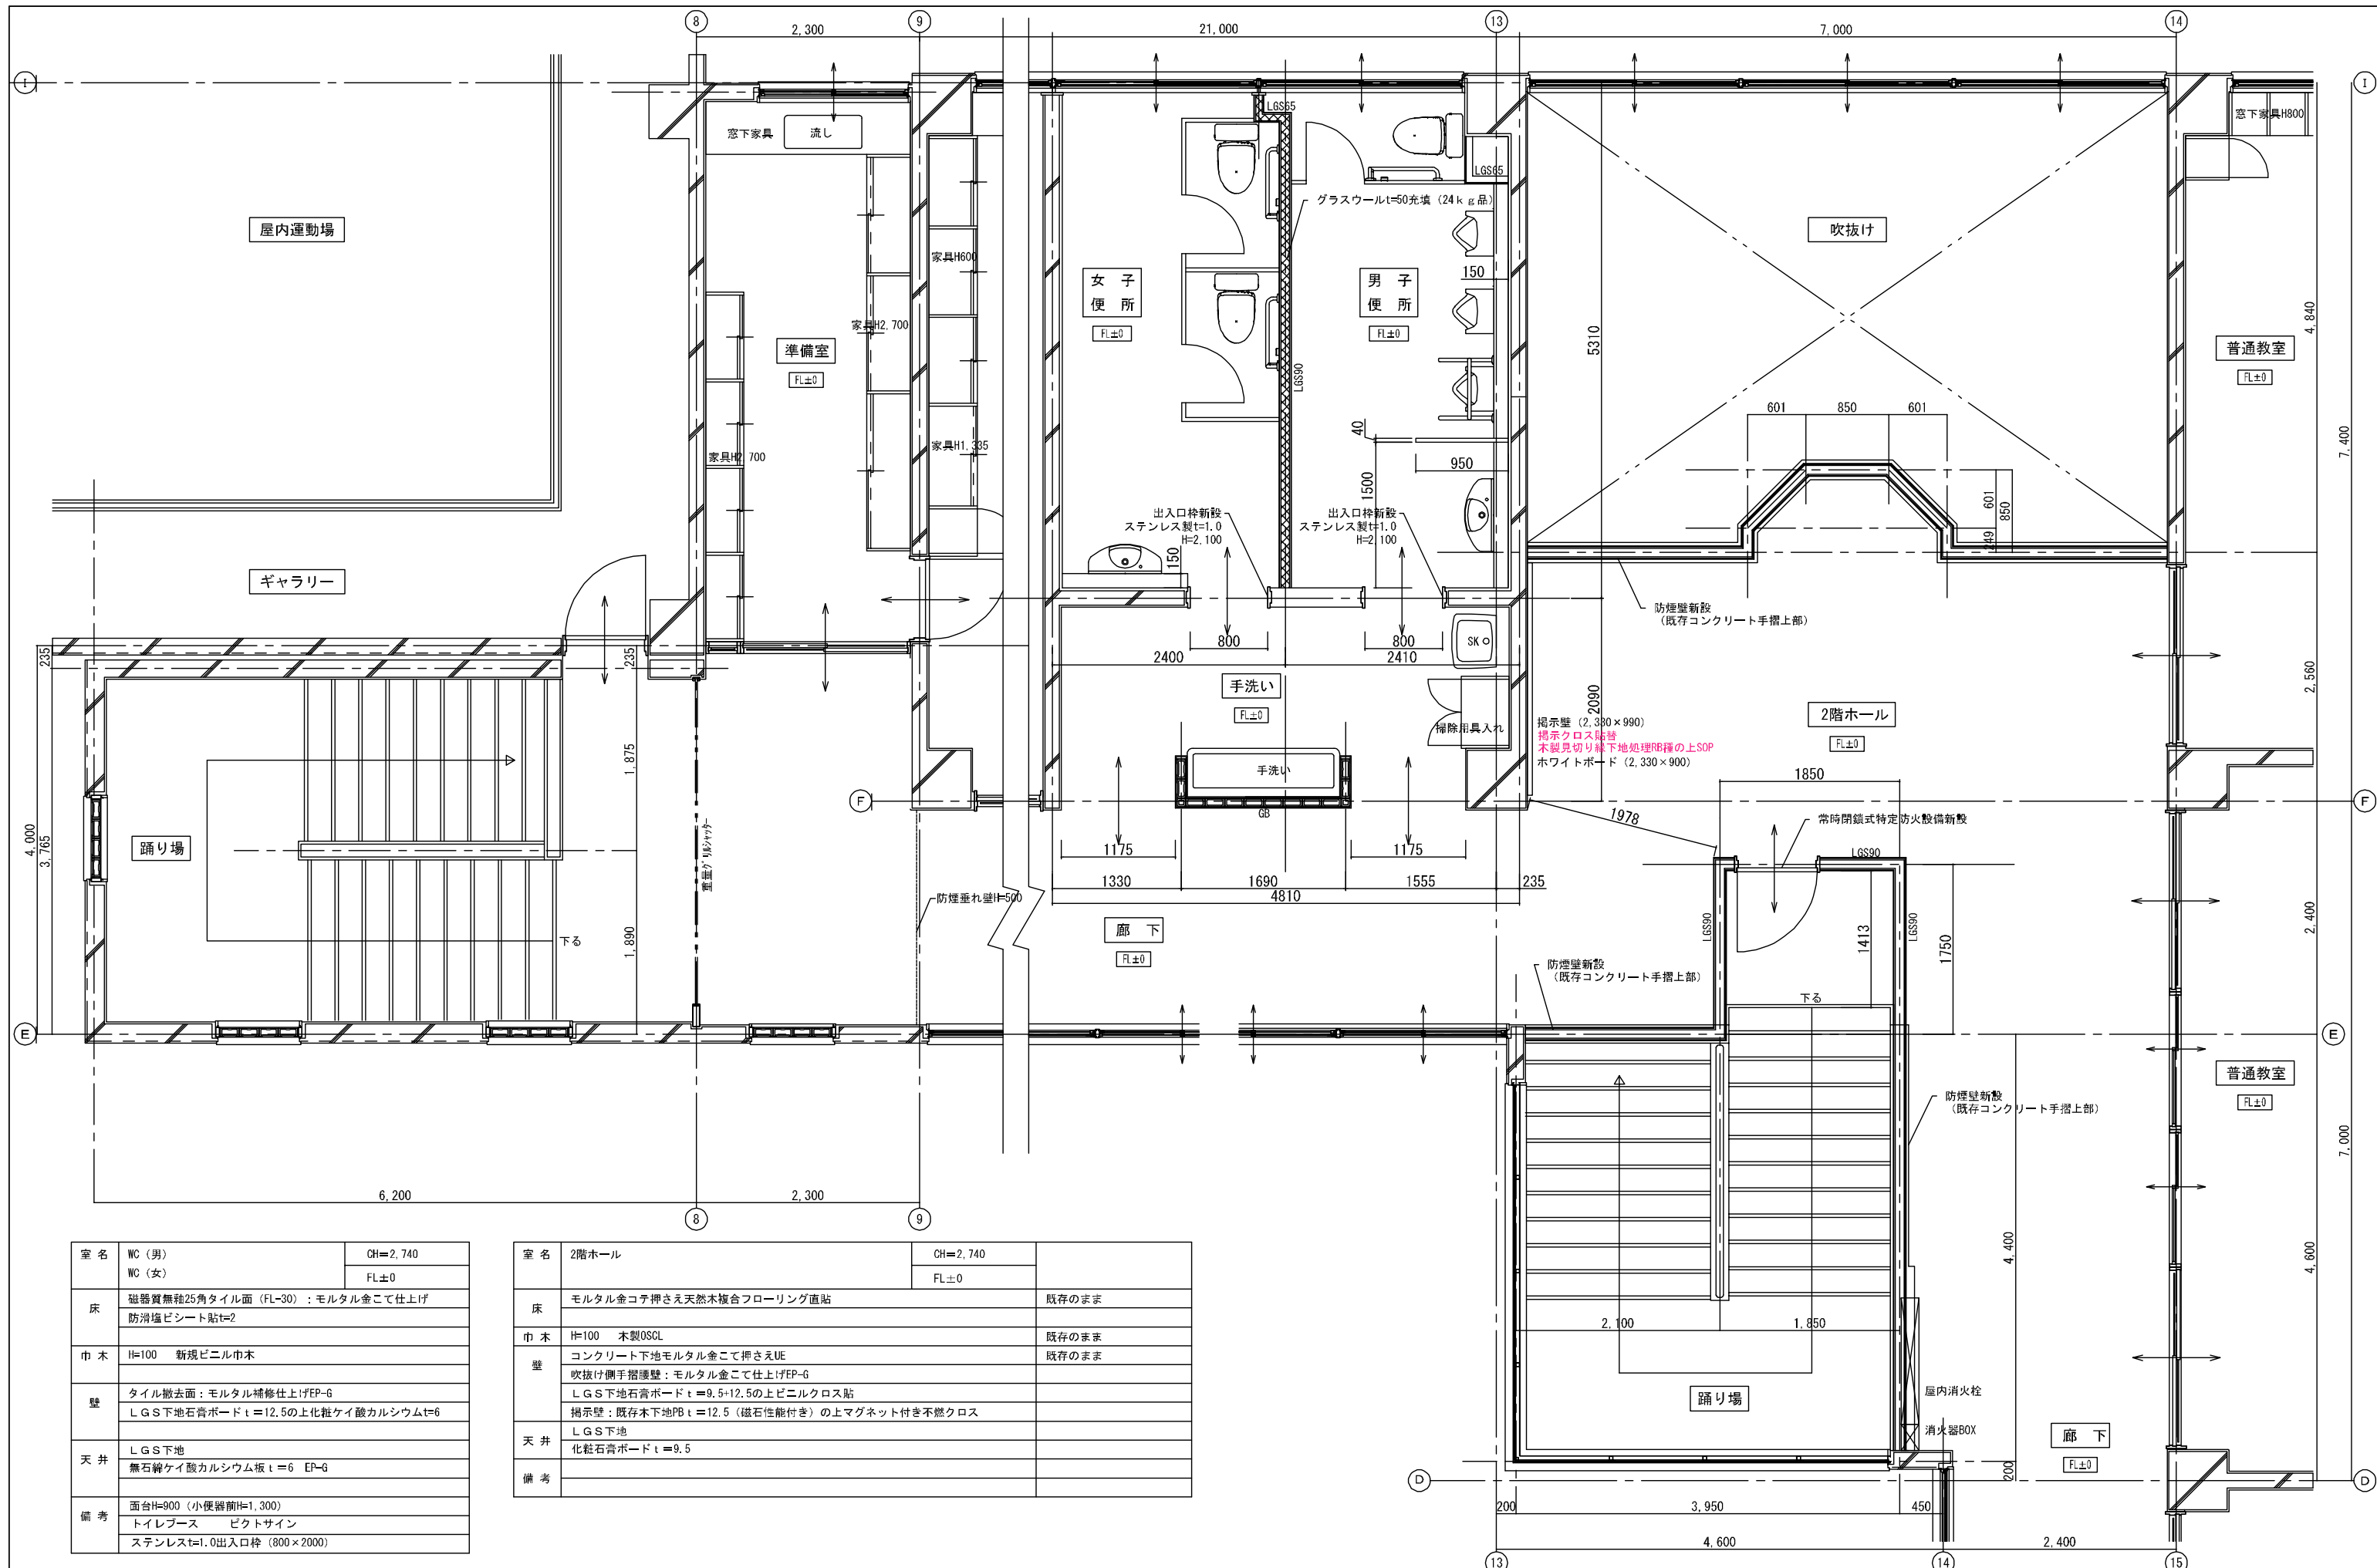 8
9
13
14
2,300
21,000
7,000
I
I
窓下家具
流し
LGS65
LGS65
窓下家具H800
グラスウールt=50充填（24ｋｇ品）
屋内運動場
吹抜け
家具H600
150
女 子
便 所
FL±0
男 子
便 所
FL±0
家具H2,700
準備室
FL±0
5310
4,840
普通教室
FL±0
LGS90
601
850
601
7,400
40
家具H1,335
家具H2,700
950
1500
601
850
249
出入口枠新設
ステンレス製t=1.0
H=2,100
出入口枠新設
ステンレス製t=1.0
H=2,100
150
ギャラリー
防煙壁新設
（既存コンクリート手摺上部）
800
800
SK
235
235
2400
2410
手洗い
FL±0
2,560
2090
2階ホール
FL±0
掃除用具入れ
掲示壁（2,330×990）
掲示クロス貼替
木製見切り縁下地処理RB種の上SOP
ホワイトボード（2,330×900）
1,875
手洗い
GB
1850
F
F
1978
常時閉鎖式特定防火設備新設
4,000
3,765
踊り場
重量グリルシャッター
1175
1175
LGS90
1330
1690
1555
235
4810
防煙垂れ壁H=500
廊 下
FL±0
LGS90
LGS90
1413
1750
2,400
下る
1,890
防煙壁新設
（既存コンクリート手摺上部）
下る
E
E
普通教室
FL±0
防煙壁新設
（既存コンクリート手摺上部）
7,000
6,200
2,300
8
9
4,400
4,600
2,100
1,850
踊り場
屋内消火栓
消火器BOX
廊 下
FL±0
200
D
D
200
3,950
450
4,600
2,400
13
14
15
室 名 WC（男） CH=2,740
WC（女） FL±0
床 磁器質無釉25角タイル面（FL-30）：モルタル金こて仕上げ
防滑塩ビシート貼t=2
巾 木 H=100 新規ビニル巾木
壁 タイル撤去面：モルタル補修仕上げEP-G
ＬＧＳ下地石膏ボードｔ＝12.5の上化粧ケイ酸カルシウムt=6
天 井 ＬＧＳ下地
無石綿ケイ酸カルシウム板ｔ＝6 EP-G
備 考 面台H=900（小便器前H=1,300）
トイレブース ピクトサイン
ステンレスt=1.0出入口枠（800×2000）
室 名 2階ホール CH=2,740
FL±0
床 モルタル金コテ押さえ天然木複合フローリング直貼 既存のまま
巾 木 H=100 木製OSCL 既存のまま
壁 コンクリート下地モルタル金こて押さえUE 既存のまま
吹抜け側手摺腰壁：モルタル金こて仕上げEP-G
ＬＧＳ下地石膏ボードｔ＝9.5+12.5の上ビニルクロス貼
掲示壁：既存木下地PBｔ＝12.5（磁石性能付き）の上マグネット付き不燃クロス
天 井 ＬＧＳ下地
化粧石膏ボードｔ＝9.5
備 考